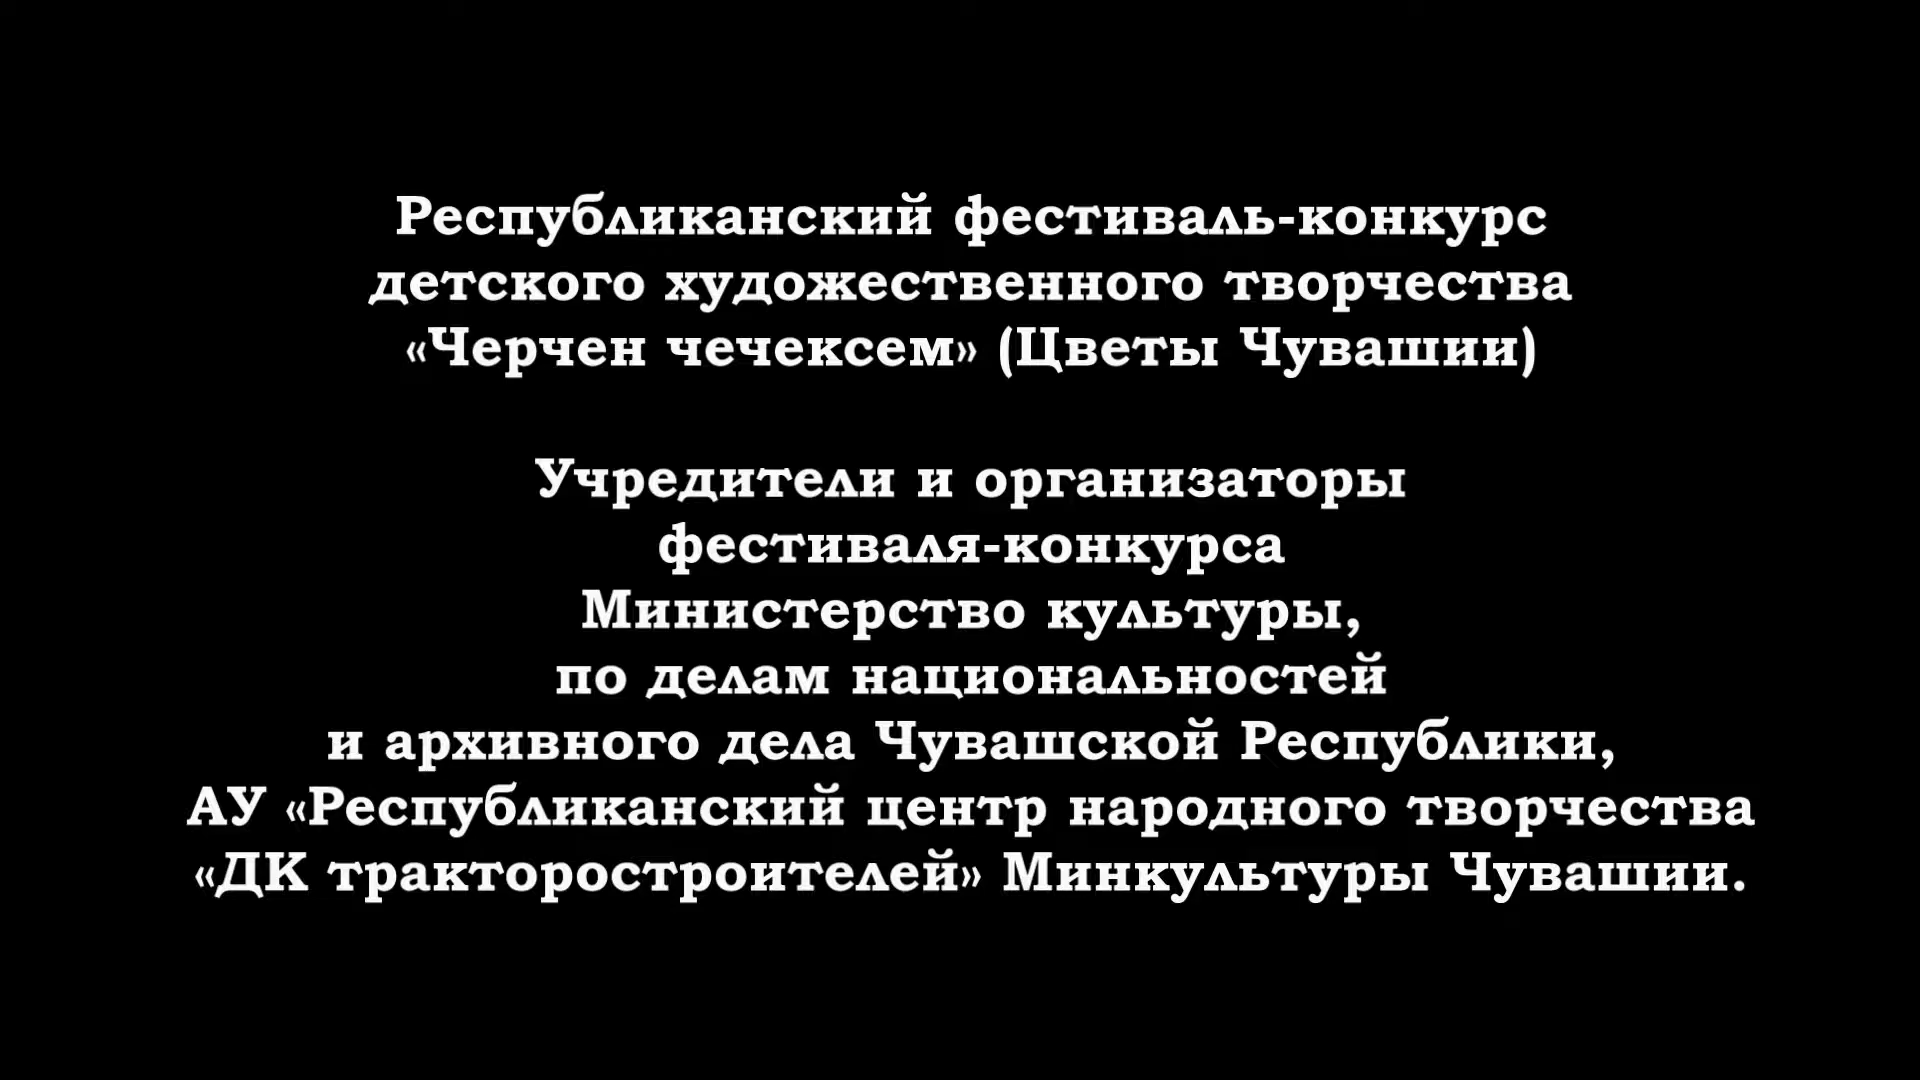 Республиканский фестиваль-конкурс
детского художественного творчества
«Черчен чечексем» (Цветы Чувашии)
Учредители и организаторы
фестиваля-конкурса
Министерство культуры,
по делам национальностей
и архивного дела Чувашской Республики,
АУ «Республиканский центр народного творчества
«ДК тракторостроителей» Минкультуры Чувашии.